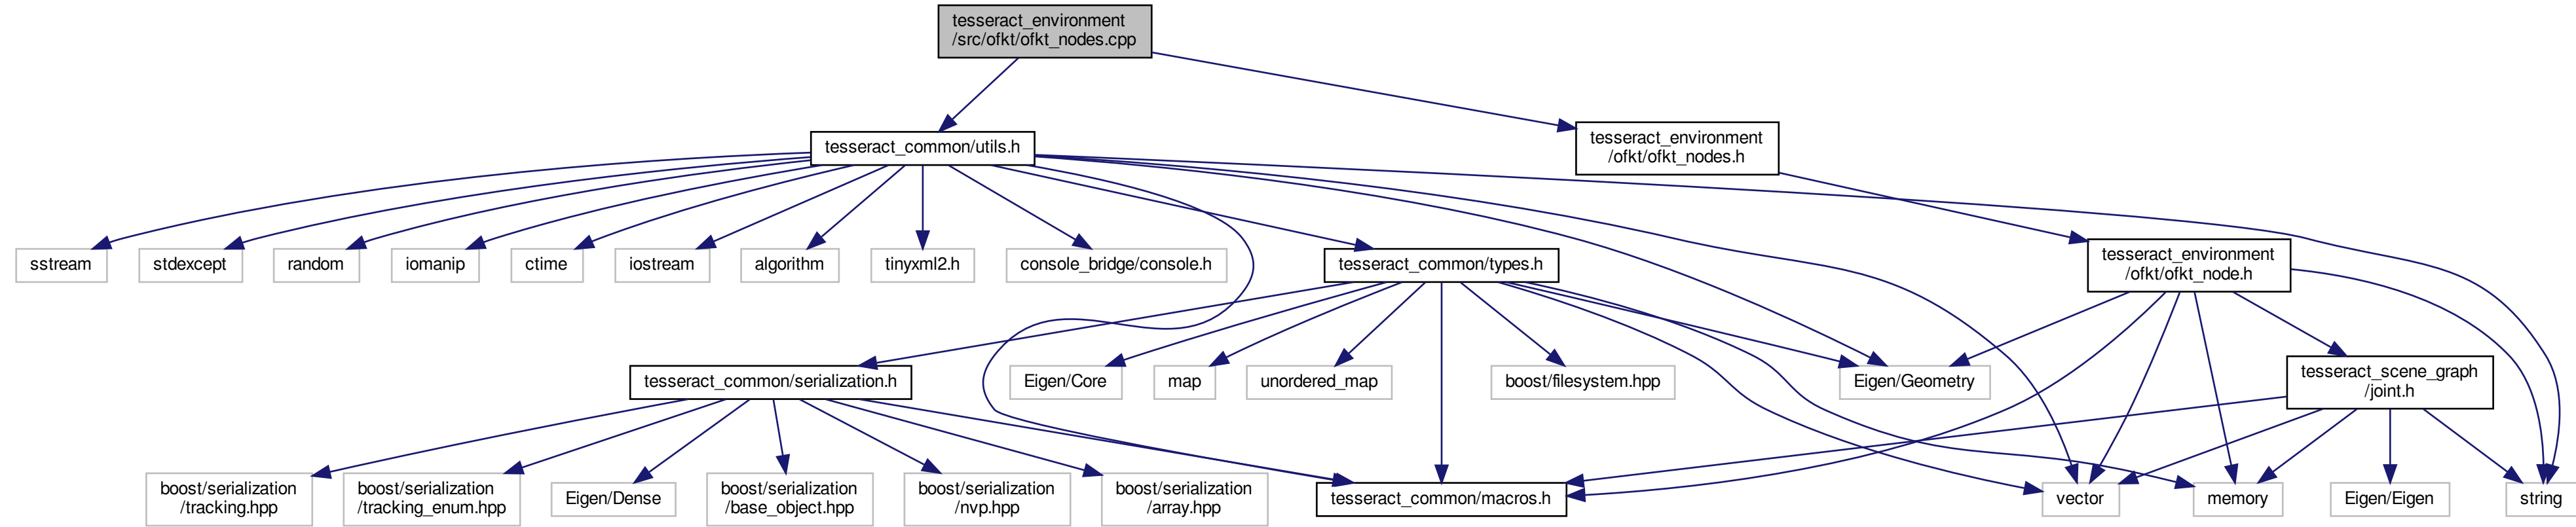 tesseract_environment
/src/ofkt/ofkt_nodes.cpp
tesseract_common/utils.h
tesseract_environment
/ofkt/ofkt_nodes.h
sstream
stdexcept
random
iomanip
ctime
iostream
algorithm
tinyxml2.h
console_bridge/console.h
tesseract_common/types.h
tesseract_environment
/ofkt/ofkt_node.h
tesseract_common/serialization.h
Eigen/Core
map
unordered_map
boost/filesystem.hpp
Eigen/Geometry
tesseract_scene_graph
/joint.h
boost/serialization
/tracking.hpp
boost/serialization
/tracking_enum.hpp
Eigen/Dense
boost/serialization
/base_object.hpp
boost/serialization
/nvp.hpp
boost/serialization
/array.hpp
tesseract_common/macros.h
vector
memory
Eigen/Eigen
string